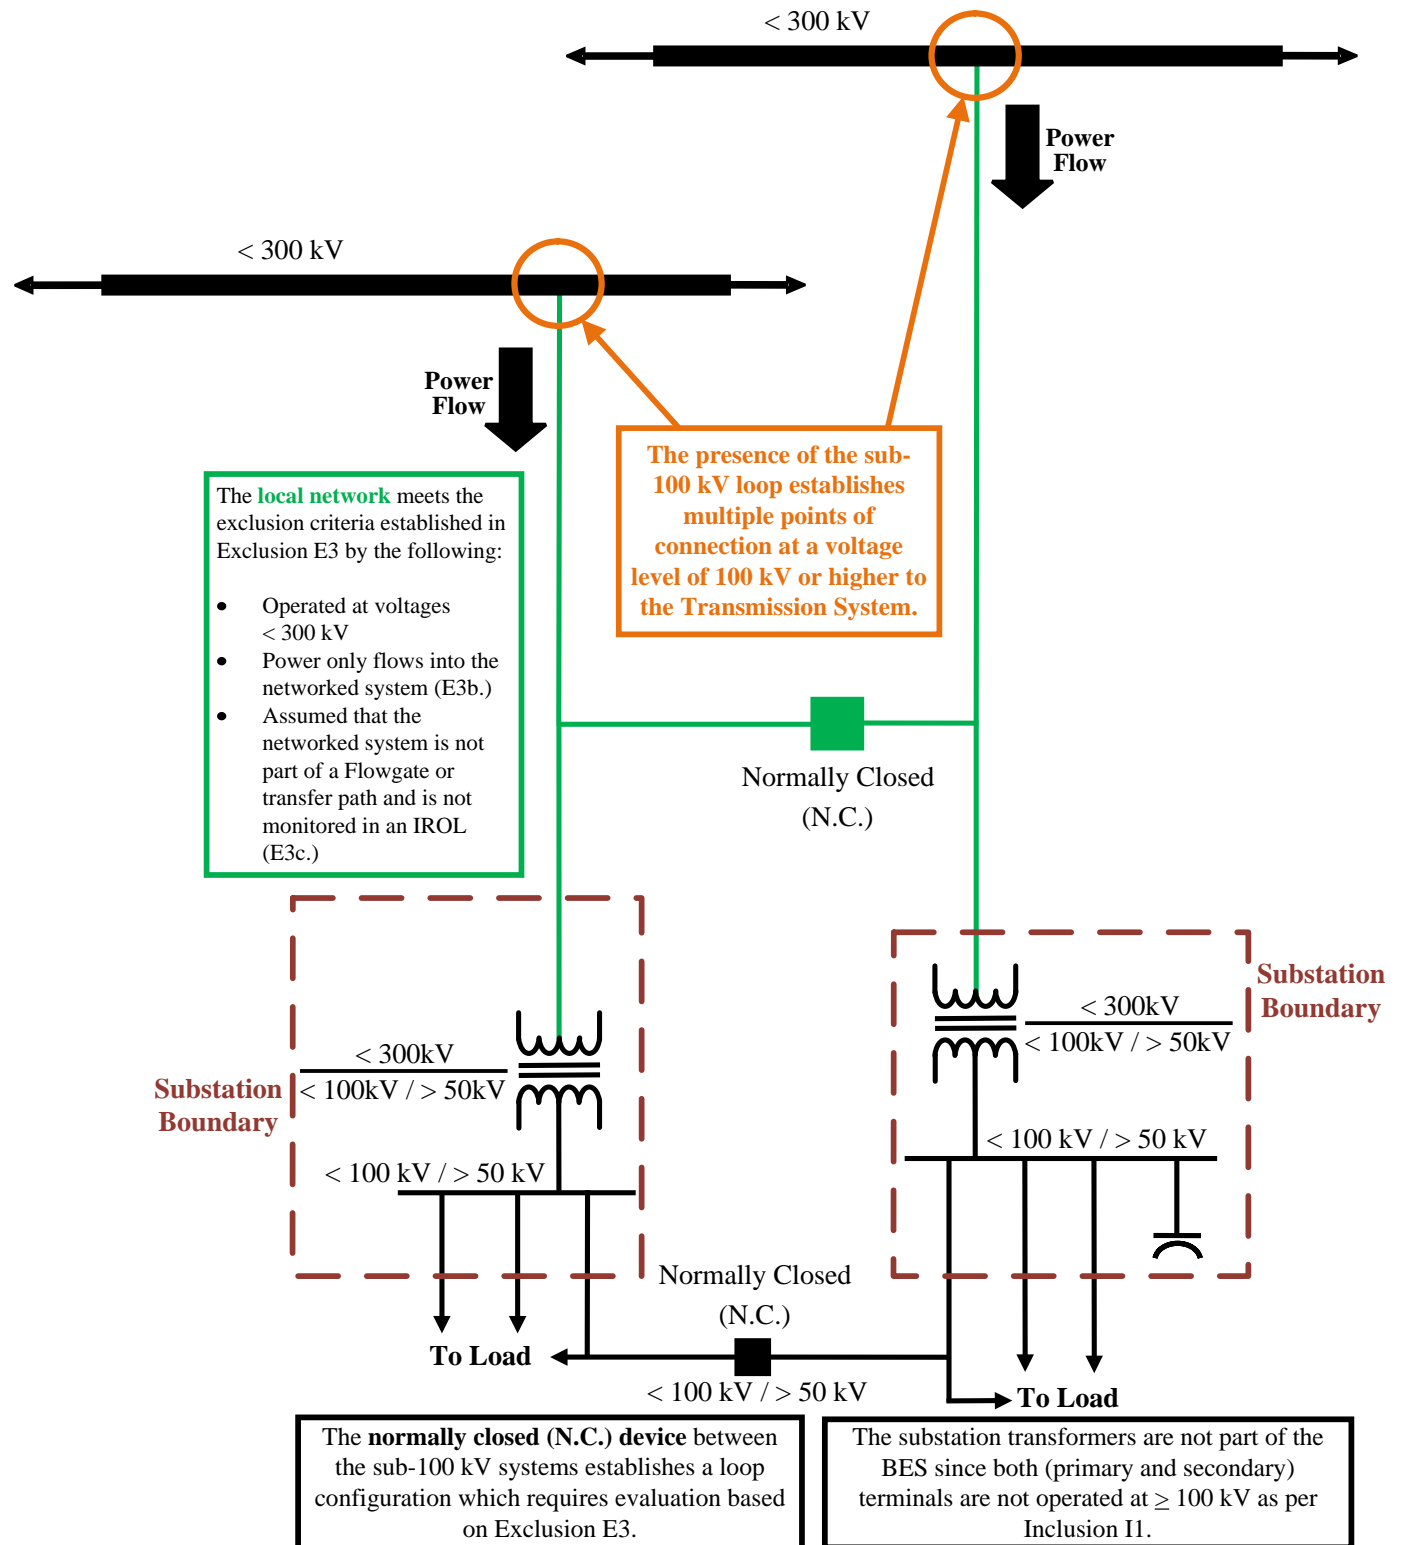 < 300 kV
Power
Flow
< 300 kV
Power
Flow
The presence of the sub-
100 kV loop establishes
multiple points of
connection at a voltage
level of 100 kV or higher to
the Transmission System.
The local network meets the
exclusion criteria established in
Exclusion E3 by the following:
• Operated at voltages
< 300 kV
• Power only flows into the
networked system (E3b.)
• Assumed that the
networked system is not
part of a Flowgate or
transfer path and is not
monitored in an IROL
(E3c.)
Normally Closed
(N.C.)
Substation
Boundary
< 300kV
< 100kV / > 50kV
< 300kV
< 100kV / > 50kV
Substation
Boundary
< 100 kV / > 50 kV
< 100 kV / > 50 kV
Normally Closed
(N.C.)
To Load
< 100 kV / > 50 kV
To Load
The normally closed (N.C.) device between
the sub-100 kV systems establishes a loop
configuration which requires evaluation based
on Exclusion E3.
The substation transformers are not part of the
BES since both (primary and secondary)
terminals are not operated at ≥ 100 kV as per
Inclusion I1.